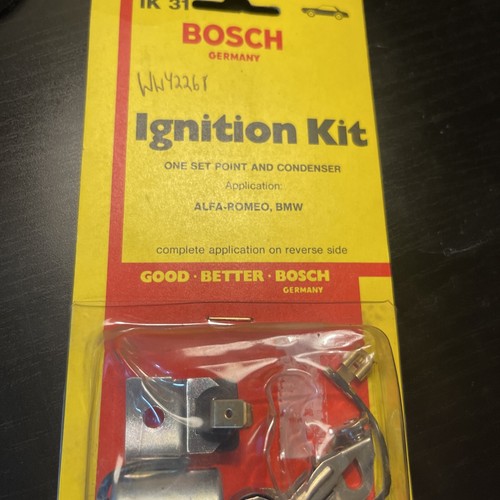 IK 31
BOSCH
GERMANY
Ignition Kit
ONE SET POINT AND CONDENSER
Application:
ALFA-ROMEO, BMW
complete application on reverse side
GOOD · BETTER · BOSCH
GERMANY